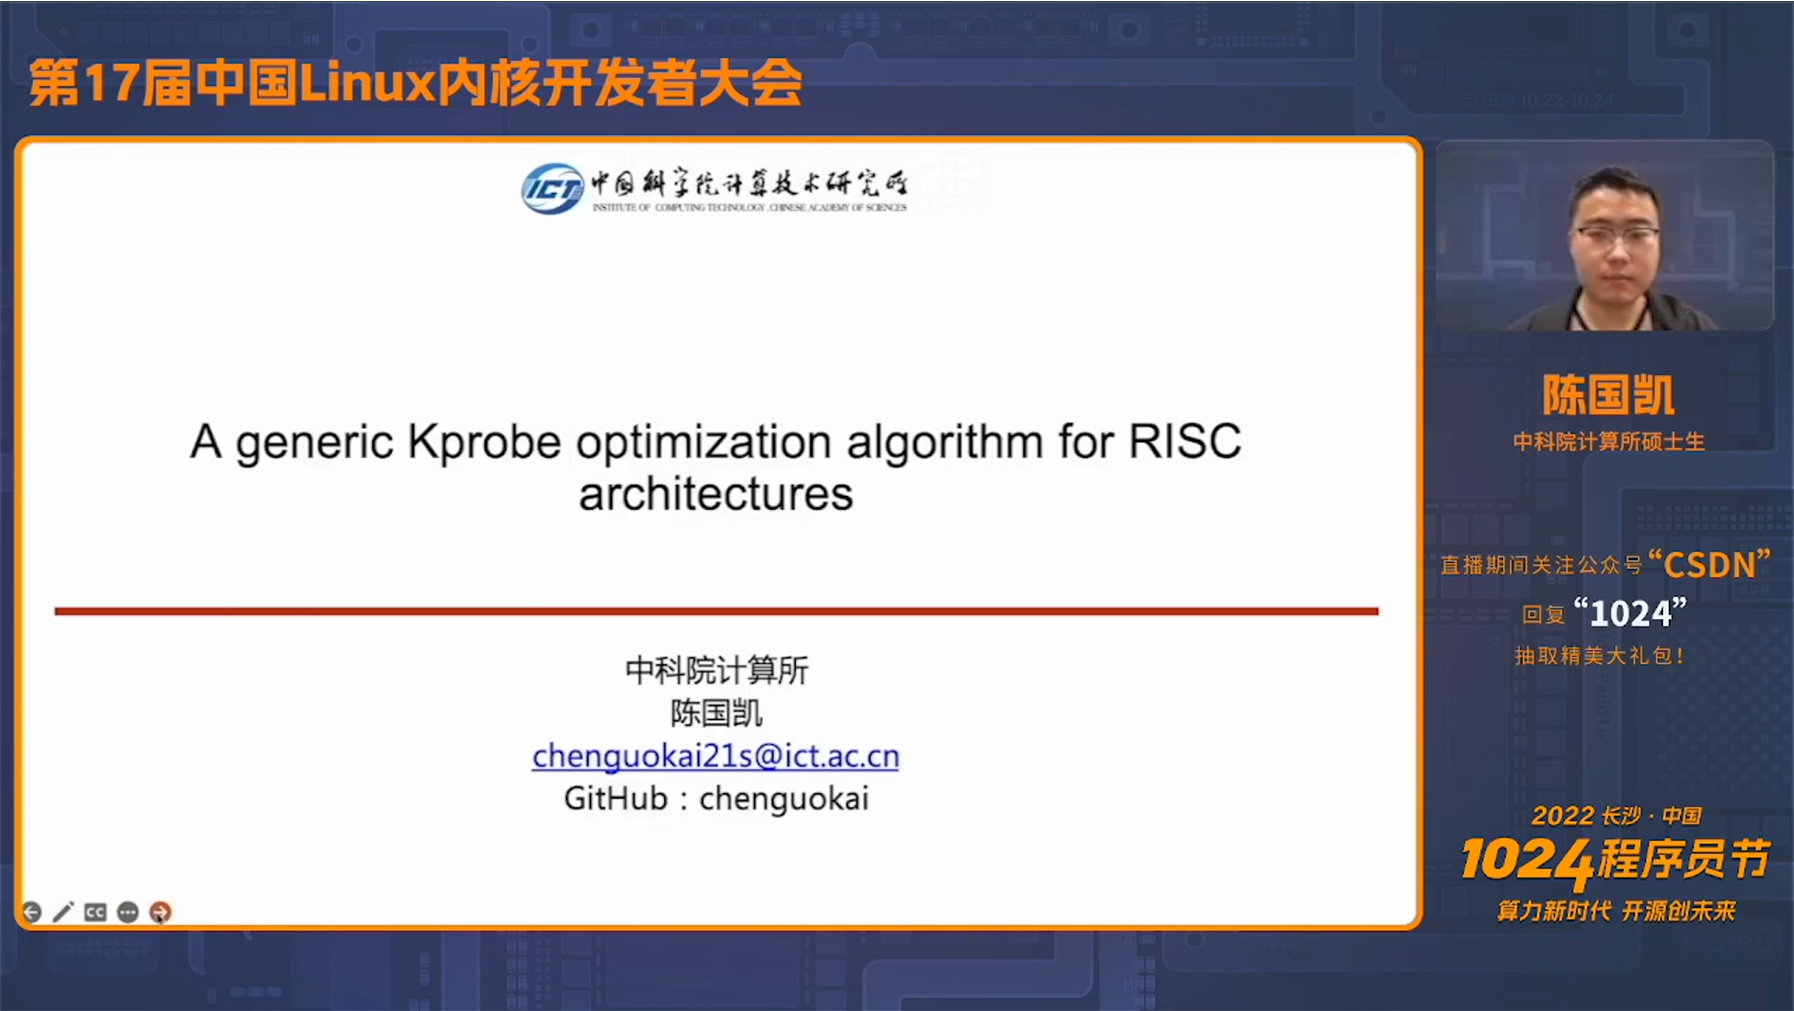 第17届中国Linux内核开发者大会
ICT 中国科学院计算技术研究所
INSTITUTE OF COMPUTING TECHNOLOGY, CHINESE ACADEMY OF SCIENCES
A generic Kprobe optimization algorithm for RISC
architectures
中科院计算所
陈国凯
chenguokai21s@ict.ac.cn
GitHub：chenguokai
CC
陈国凯
中科院计算所硕士生
直播期间关注公众号“CSDN”
回复“1024”
抽取精美大礼包！
2022 长沙·中国
1024程序员节
算力新时代 开源创未来